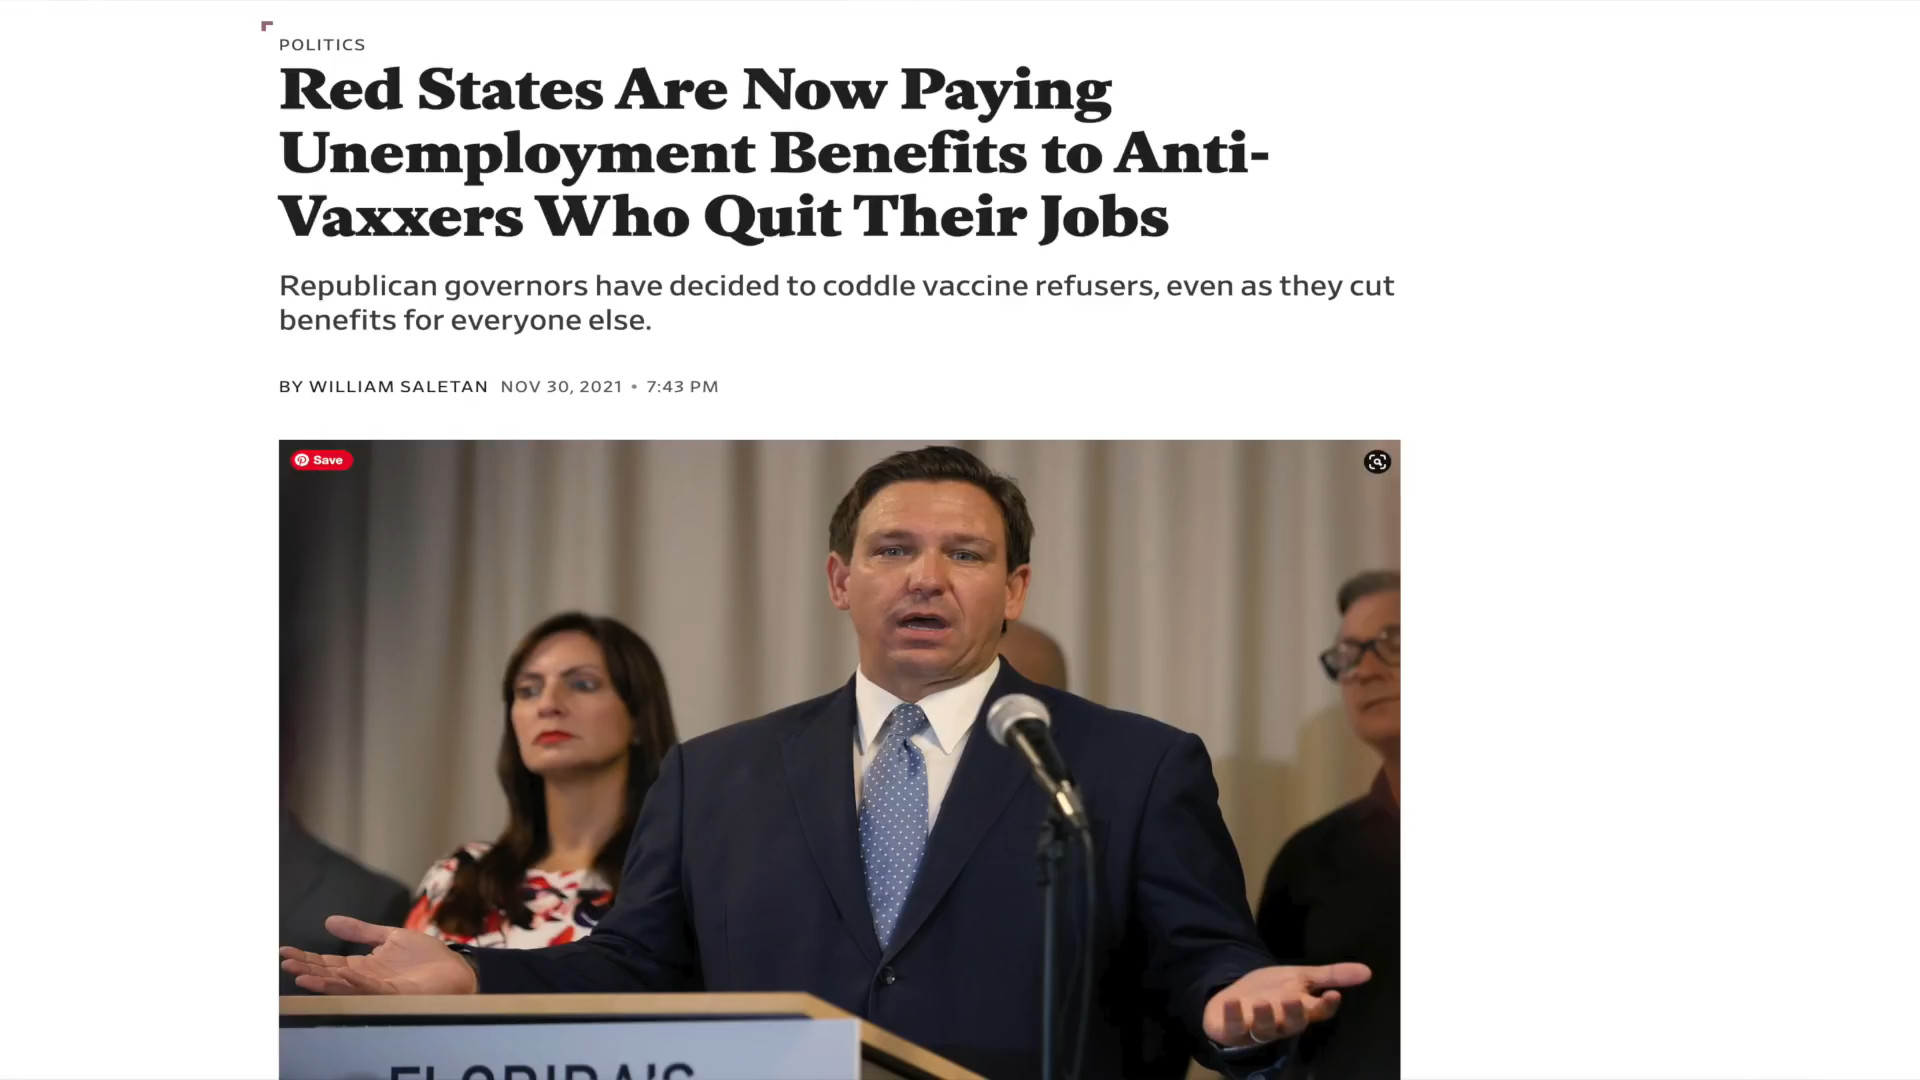 POLITICS
Red States Are Now Paying
Unemployment Benefits to Anti-
Vaxxers Who Quit Their Jobs
Republican governors have decided to coddle vaccine refusers, even as they cut
benefits for everyone else.
BY WILLIAM SALETAN NOV 30, 2021 • 7:43 PM
Save
FLORIDA'S